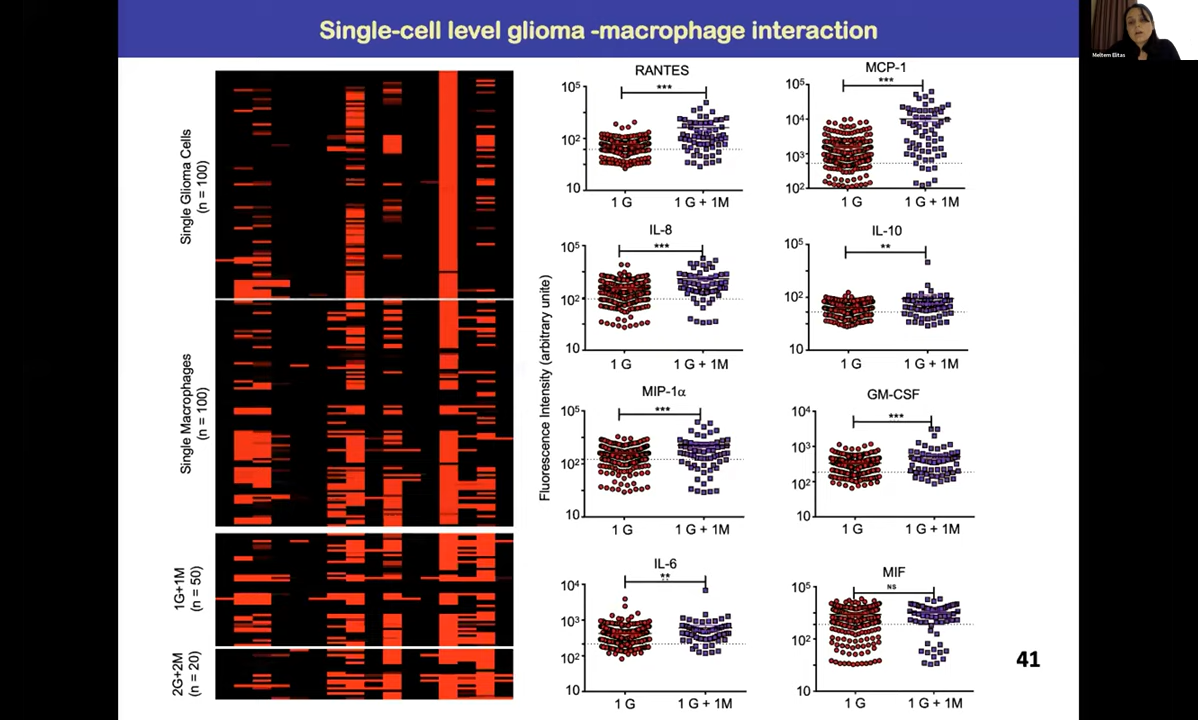 Single-cell level glioma -macrophage interaction
Meltem Elitas
Single Glioma Cells
(n = 100)
Single Macrophages
(n = 100)
1G+1M
(n = 50)
2G+2M
(n = 20)
Fluorescence Intensity (arbitrary unite)
RANTES
***
10⁵
10²
10
1 G
1 G + 1M
MCP-1
***
10⁵
10⁴
10³
10²
1 G
1 G + 1M
IL-8
***
10⁵
10²
10
1 G
1 G + 1M
IL-10
**
10⁵
10²
10
1 G
1 G + 1M
MIP-1α
***
10⁵
10²
10
1 G
1 G + 1M
GM-CSF
***
10⁴
10³
10²
10
1 G
1 G + 1M
IL-6
**
10⁴
10³
10²
10
1 G
1 G + 1M
MIF
NS
10⁵
10²
10
1 G
1 G + 1M
41